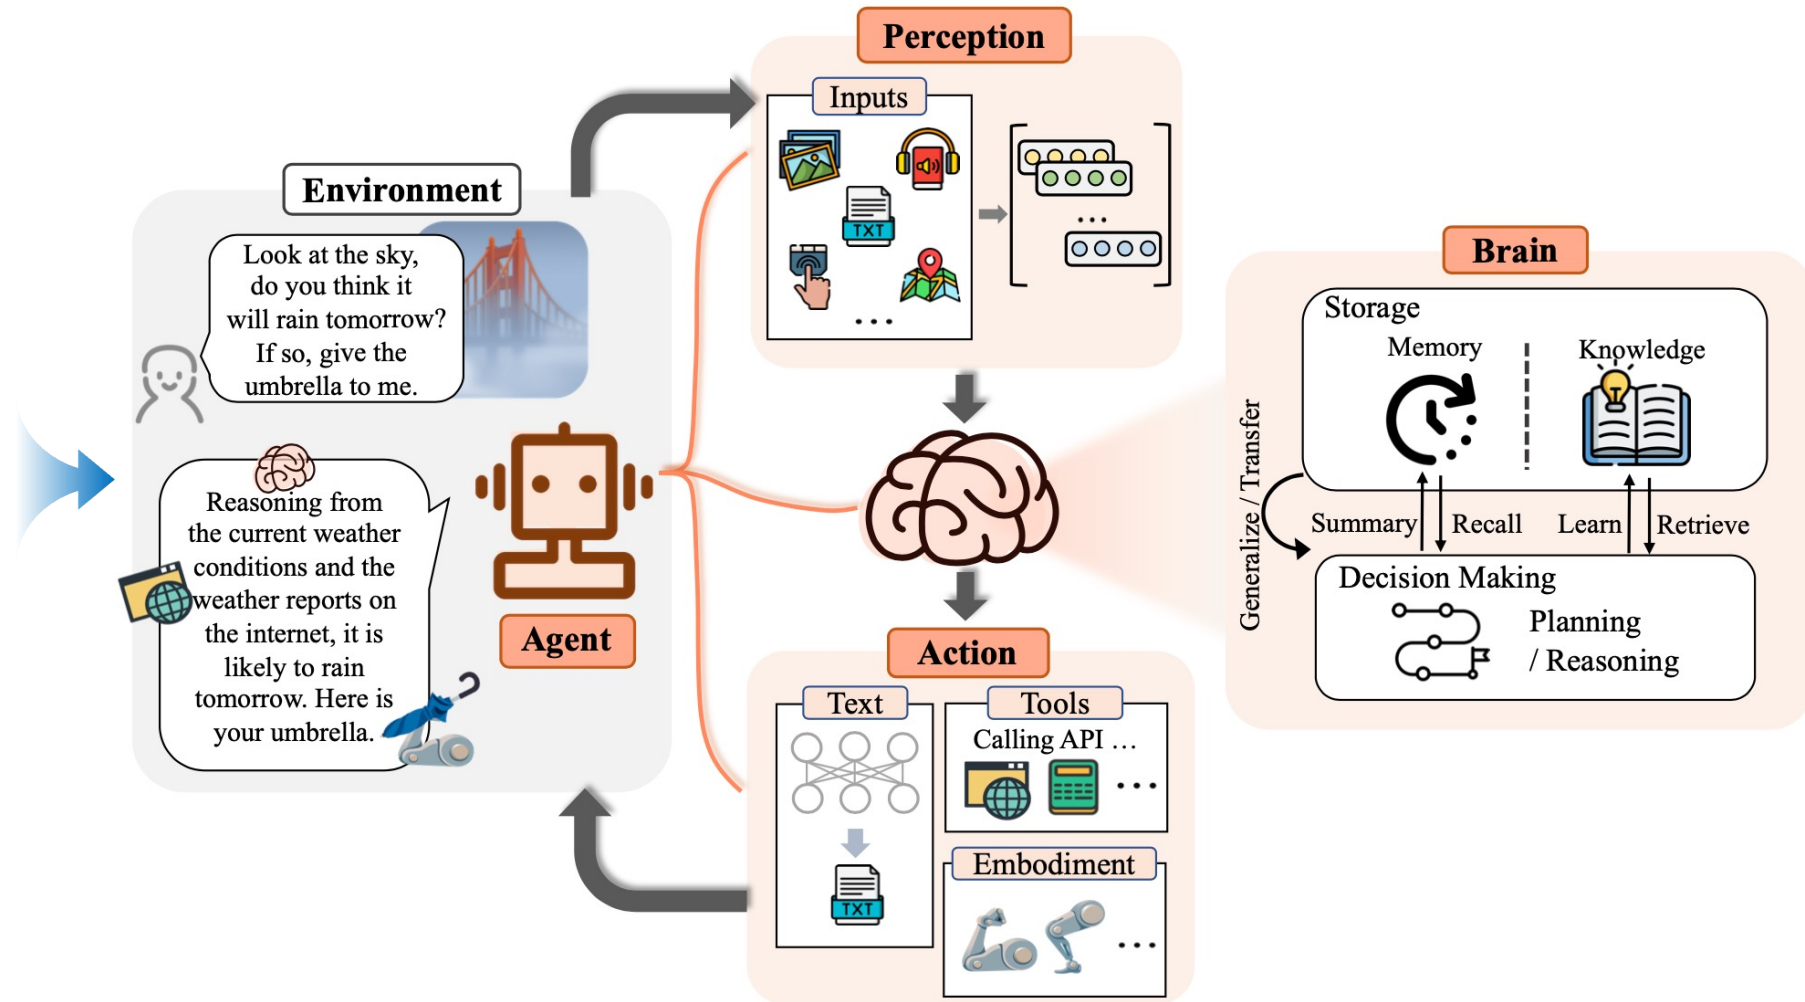 Perception
Inputs
TXT
...
...
Environment
Look at the sky,
do you think it
will rain tomorrow?
If so, give the
umbrella to me.
Reasoning from
the current weather
conditions and the
weather reports on
the internet, it is
likely to rain
tomorrow. Here is
your umbrella.
Agent
Action
Text
TXT
Tools
Calling API ...
...
Embodiment
...
Brain
Storage
Memory
Knowledge
Generalize / Transfer
Summary
Recall
Learn
Retrieve
Decision Making
Planning
/ Reasoning